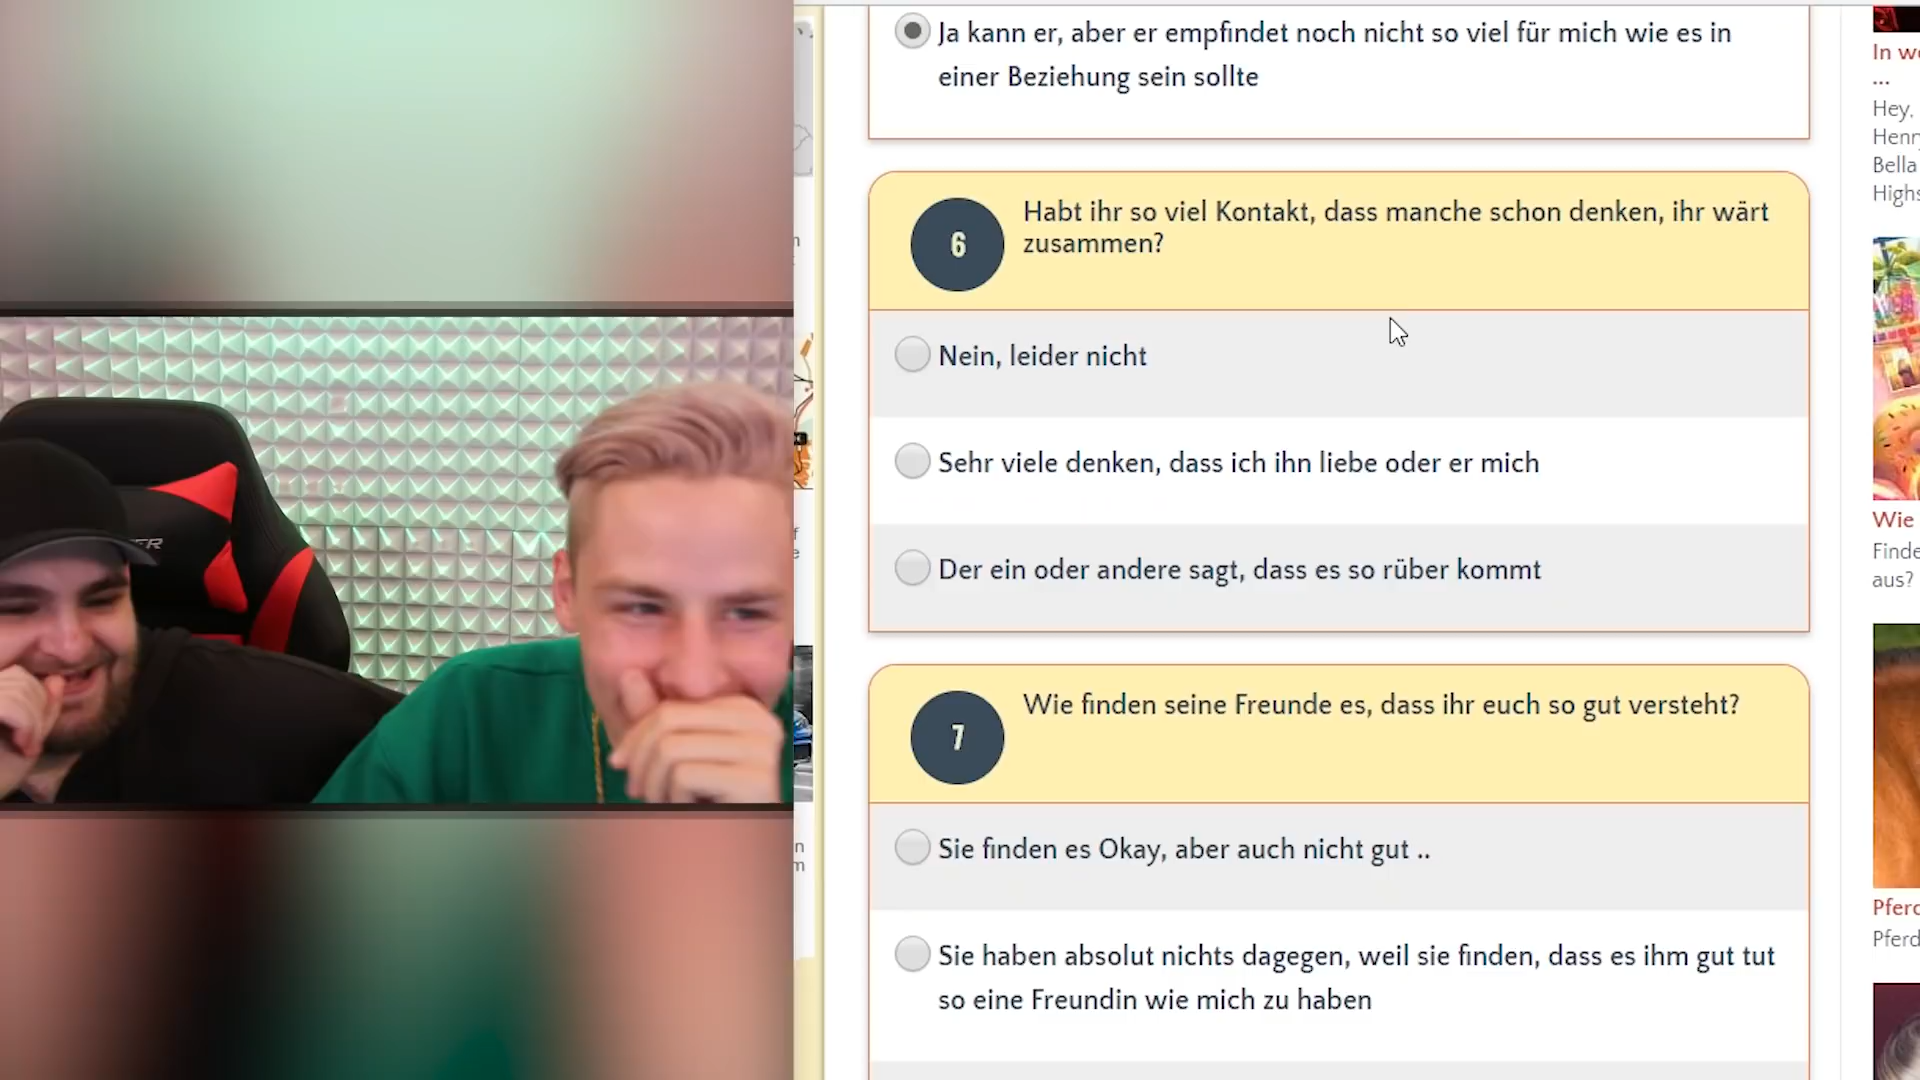 Ja kann er, aber er empfindet noch nicht so viel für mich wie es in
einer Beziehung sein sollte
6
Habt ihr so viel Kontakt, dass manche schon denken, ihr wärt
zusammen?
Nein, leider nicht
Sehr viele denken, dass ich ihn liebe oder er mich
Der ein oder andere sagt, dass es so rüber kommt
7
Wie finden seine Freunde es, dass ihr euch so gut versteht?
Sie finden es Okay, aber auch nicht gut ..
Sie haben absolut nichts dagegen, weil sie finden, dass es ihm gut tut
so eine Freundin wie mich zu haben
In
...
Hey,
Bella
Wie
aus?